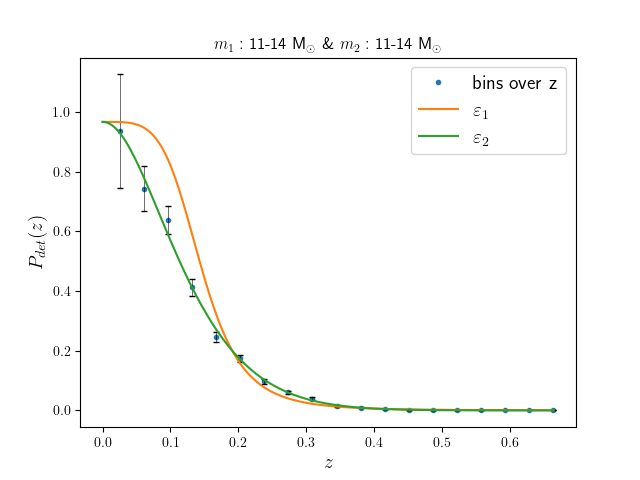 m₁ : 11-14 M⊙ & m₂ : 11-14 M⊙
bins over z
ε₁
ε₂
P_det(z)
1.0
0.8
0.6
0.4
0.2
0.0
0.0 0.1 0.2 0.3 0.4 0.5 0.6
z